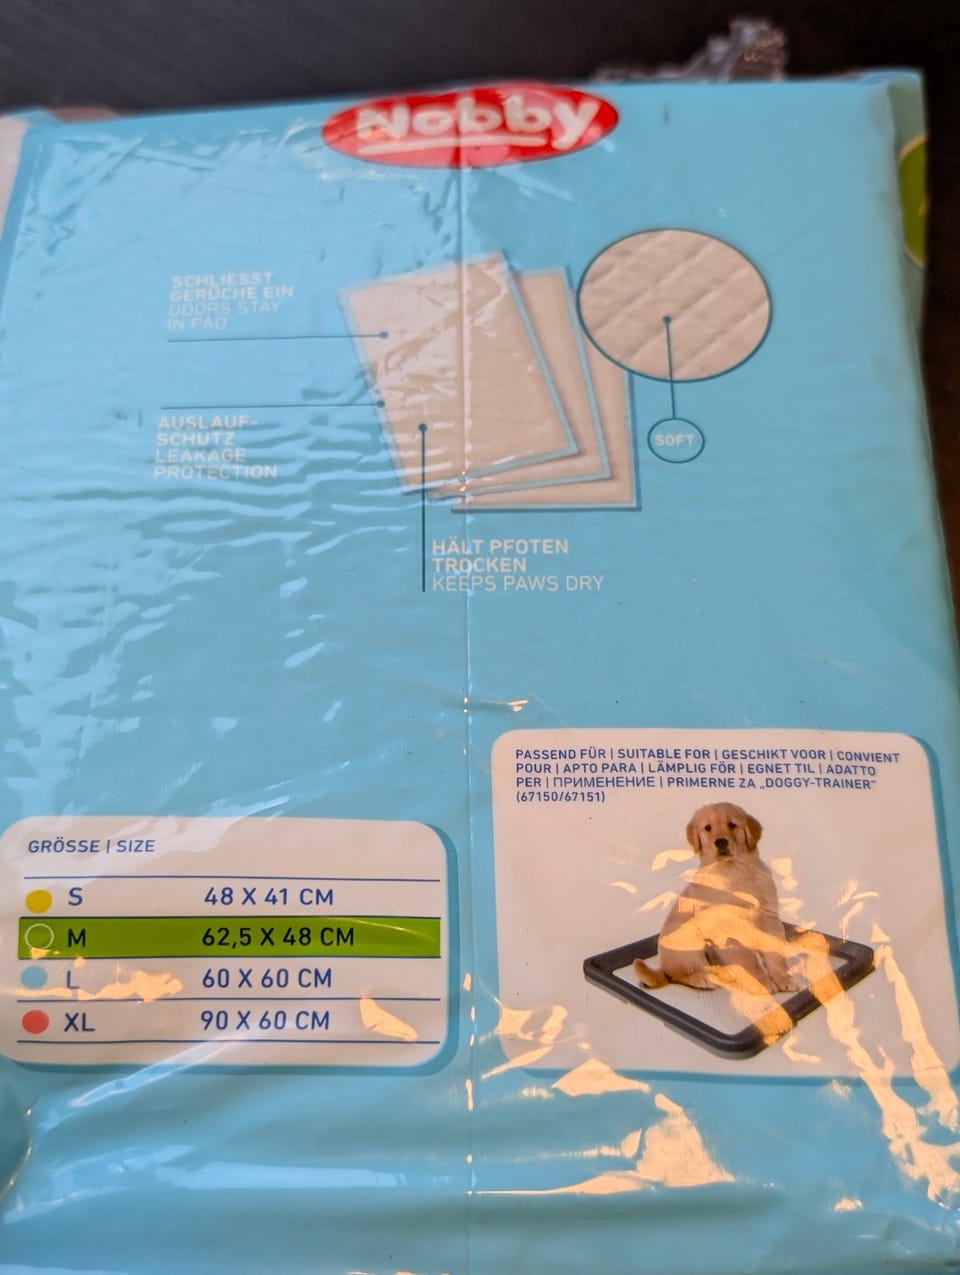 Nobby
SCHLIESST
GERÜCHE EIN
ODORS STAY
IN PAD
AUSLAUF-
SCHUTZ
LEAKAGE
PROTECTION
SOFT
HÄLT PFOTEN
TROCKEN
KEEPS PAWS DRY
PASSEND FÜR | SUITABLE FOR | GESCHIKT VOOR | CONVIENT
POUR | APTO PARA | LÄMPLIG FÖR | EGNET TIL | ADATTO
PER | ПРИМЕНЕНИЕ | PRIMERNE ZA „DOGGY-TRAINER"
(67150/67151)
GRÖSSE | SIZE
S 48 X 41 CM
M 62,5 X 48 CM
L 60 X 60 CM
XL 90 X 60 CM